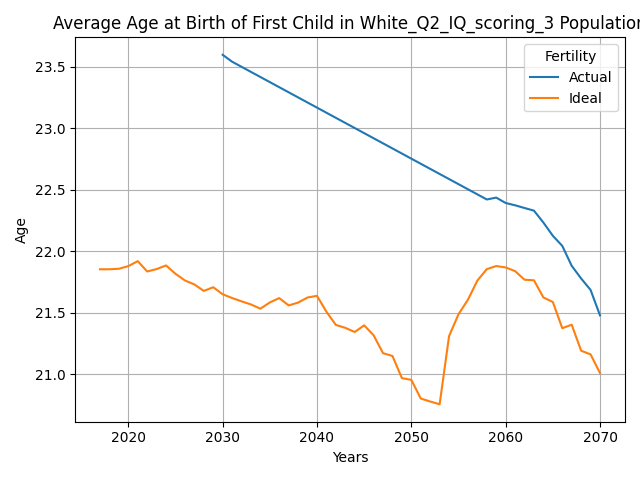 Average Age at Birth of First Child in White_Q2_IQ_scoring_3 Population
Fertility
Actual
Ideal
23.5
23.0
22.5
22.0
21.5
21.0
Age
2020 2030 2040 2050 2060 2070
Years